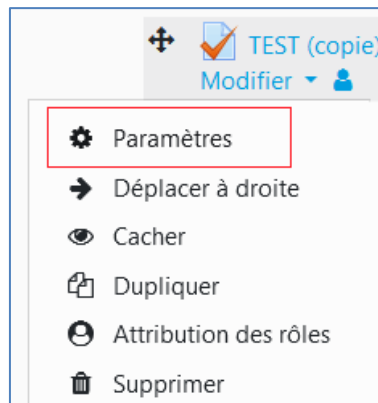 TEST (copie)
Modifier
Paramètres
Déplacer à droite
Cacher
Dupliquer
Attribution des rôles
Supprimer